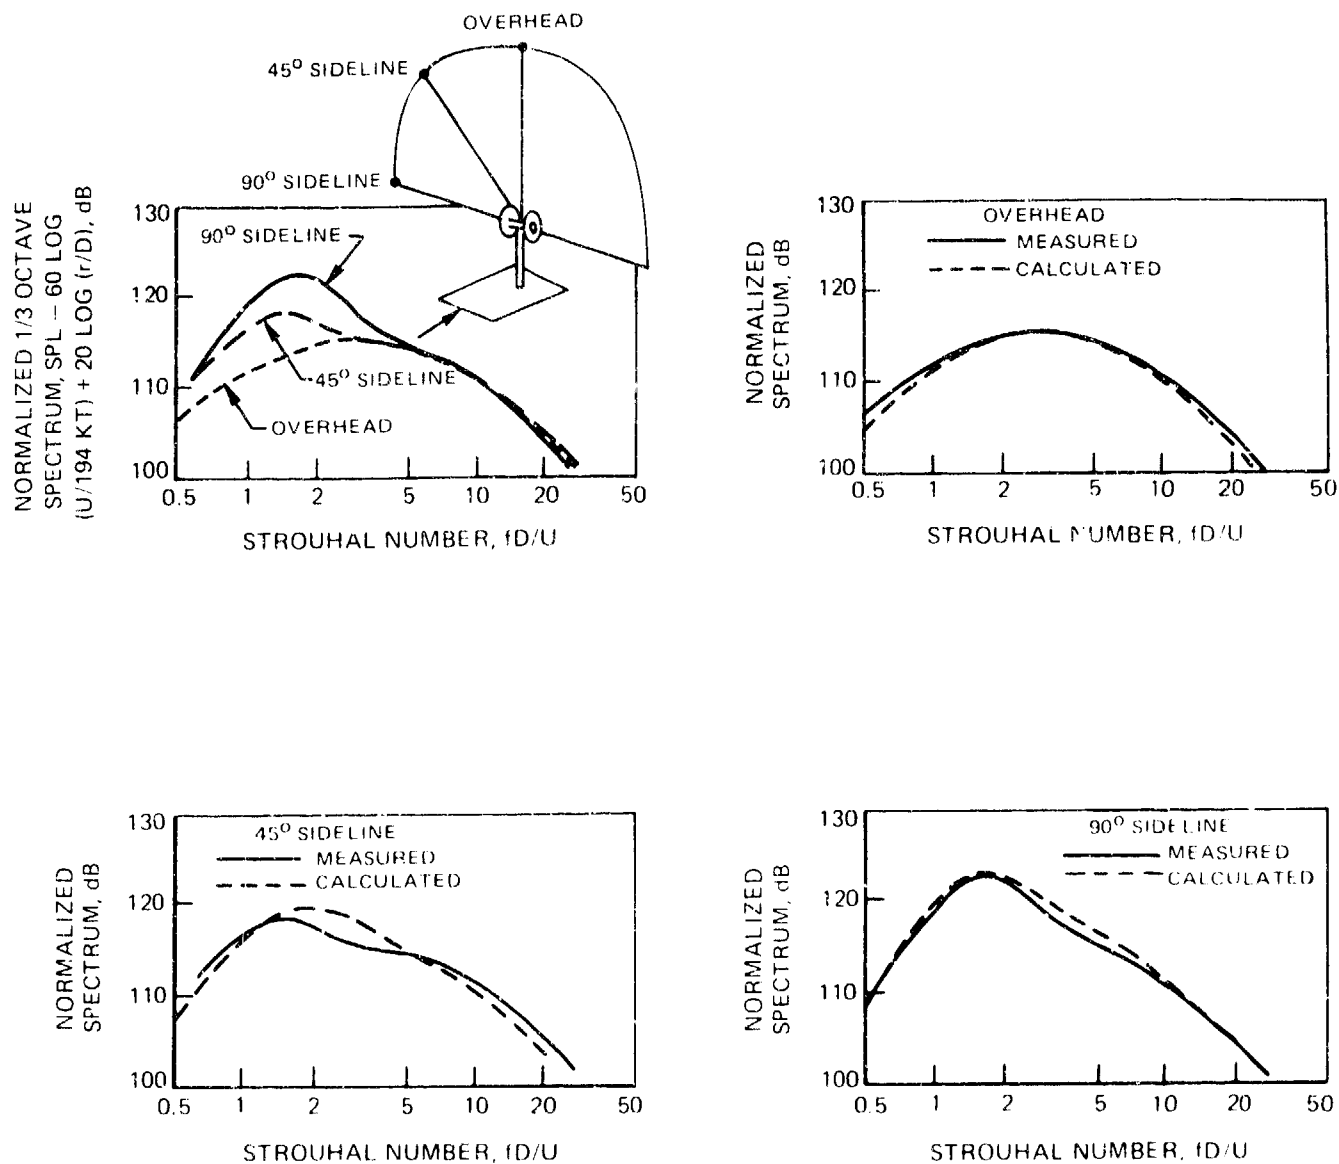 OVERHEAD
45° SIDELINE
90° SIDELINE
NORMALIZED 1/3 OCTAVE
SPECTRUM, SPL – 60 LOG
(U/194 KT) + 20 LOG (r/D), dB
130
120
110
100
90° SIDELINE
45° SIDELINE
OVERHEAD
0.5 1 2 5 10 20 50
STROUHAL NUMBER, fD/U
NORMALIZED
SPECTRUM, dB
130
120
110
100
OVERHEAD
MEASURED
CALCULATED
0.5 1 2 5 10 20 50
STROUHAL NUMBER, fD/U
NORMALIZED
SPECTRUM, dB
130
120
110
100
45° SIDELINE
MEASURED
CALCULATED
0.5 1 2 5 10 20 50
STROUHAL NUMBER, fD/U
NORMALIZED
SPECTRUM, dB
130
120
110
100
90° SIDELINE
MEASURED
CALCULATED
0.5 1 2 5 10 20 50
STROUHAL NUMBER, fD/U